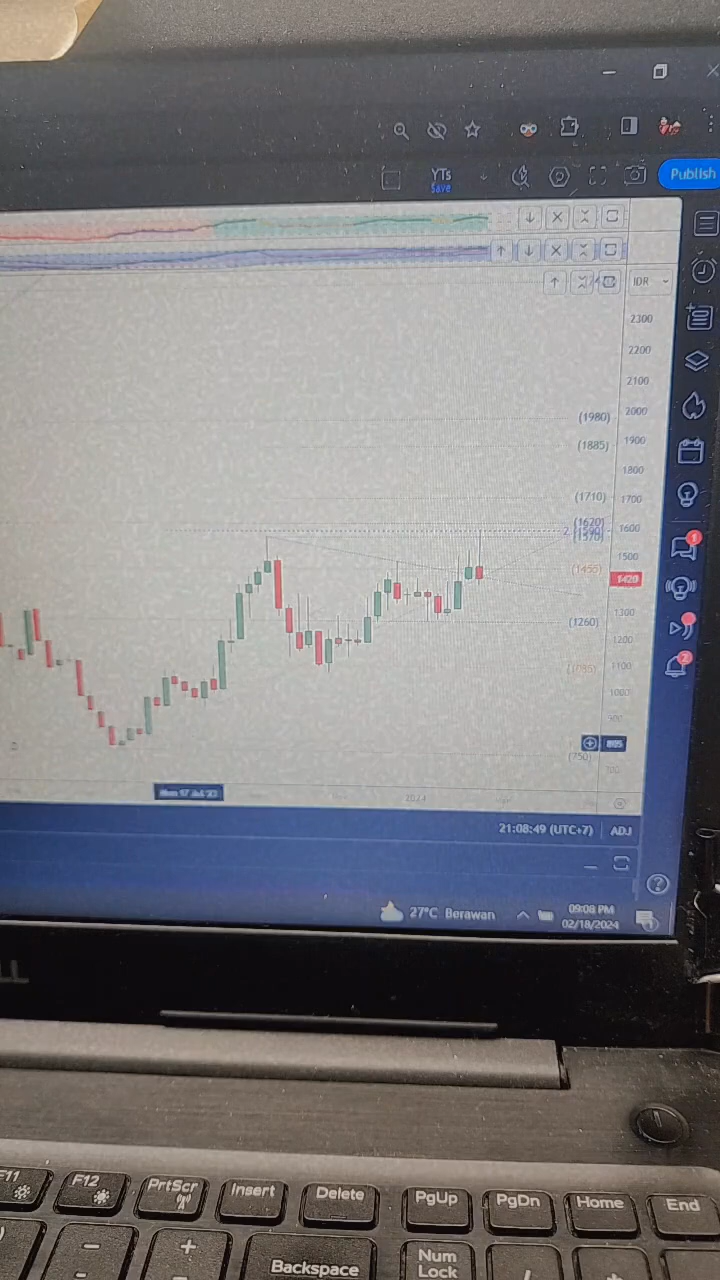 YTs
Save
Publish
IDR
2300
2200
2100
2000
(1980)
1900
(1885)
1800
(1710)
1700
(1620)
1600
1500
(1455)
1420
1300
(1260)
1200
1100
1000
(750)
2024
21:08:49 (UTC+7) ADJ
27°C Berawan
09:08 PM
02/18/2024
F11
F12
PrtScr
Insert
Delete
PgUp
PgDn
Home
End
Backspace
Num
Lock